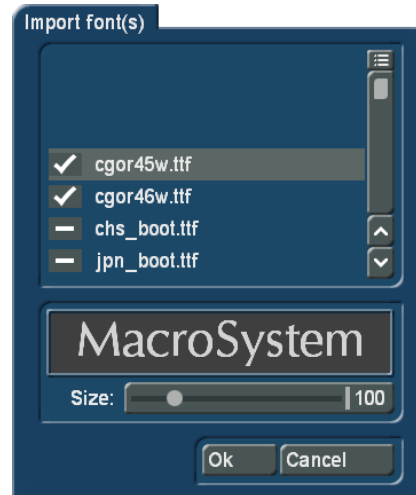 Import font(s)
cgor45w.ttf
cgor46w.ttf
chs_boot.ttf
jpn_boot.ttf
MacroSystem
Size: 100
Ok Cancel